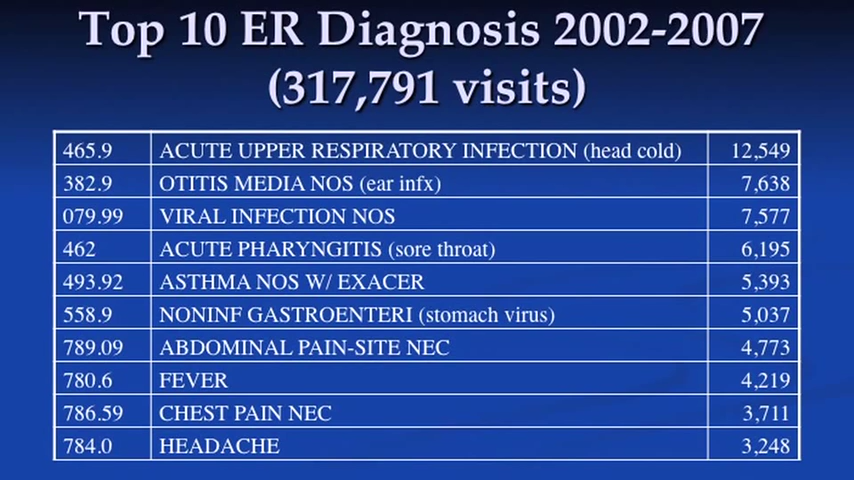 Top 10 ER Diagnosis 2002-2007
(317,791 visits)
465.9 ACUTE UPPER RESPIRATORY INFECTION (head cold) 12,549
382.9 OTITIS MEDIA NOS (ear infx) 7,638
079.99 VIRAL INFECTION NOS 7,577
462 ACUTE PHARYNGITIS (sore throat) 6,195
493.92 ASTHMA NOS W/ EXACER 5,393
558.9 NONINF GASTROENTERI (stomach virus) 5,037
789.09 ABDOMINAL PAIN-SITE NEC 4,773
780.6 FEVER 4,219
786.59 CHEST PAIN NEC 3,711
784.0 HEADACHE 3,248